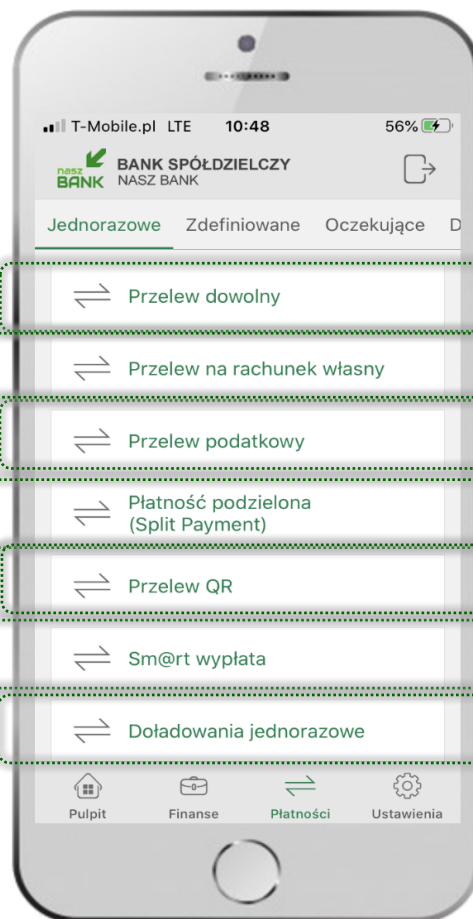 T-Mobile.pl LTE 10:48 56%
nasz BANK BANK SPÓŁDZIELCZY
NASZ BANK
Jednorazowe Zdefiniowane Oczekujące D
Przelew dowolny
Przelew na rachunek własny
Przelew podatkowy
Płatność podzielona
(Split Payment)
Przelew QR
Sm@rt wypłata
Doładowania jednorazowe
Pulpit Finanse Płatności Ustawienia